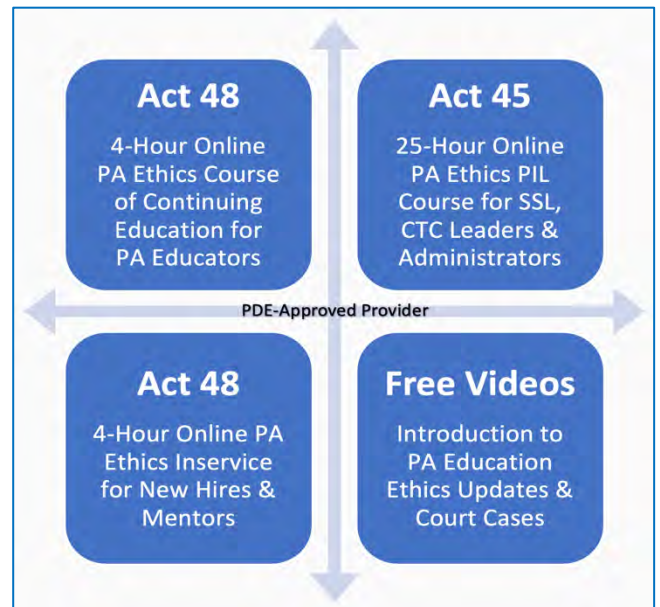 Act 48
4-Hour Online
PA Ethics Course
of Continuing
Education for
PA Educators
Act 45
25-Hour Online
PA Ethics PIL
Course for SSL,
CTC Leaders &
Administrators
PDE-Approved Provider
Act 48
4-Hour Online PA
Ethics Inservice
for New Hires &
Mentors
Free Videos
Introduction to
PA Education
Ethics Updates &
Court Cases